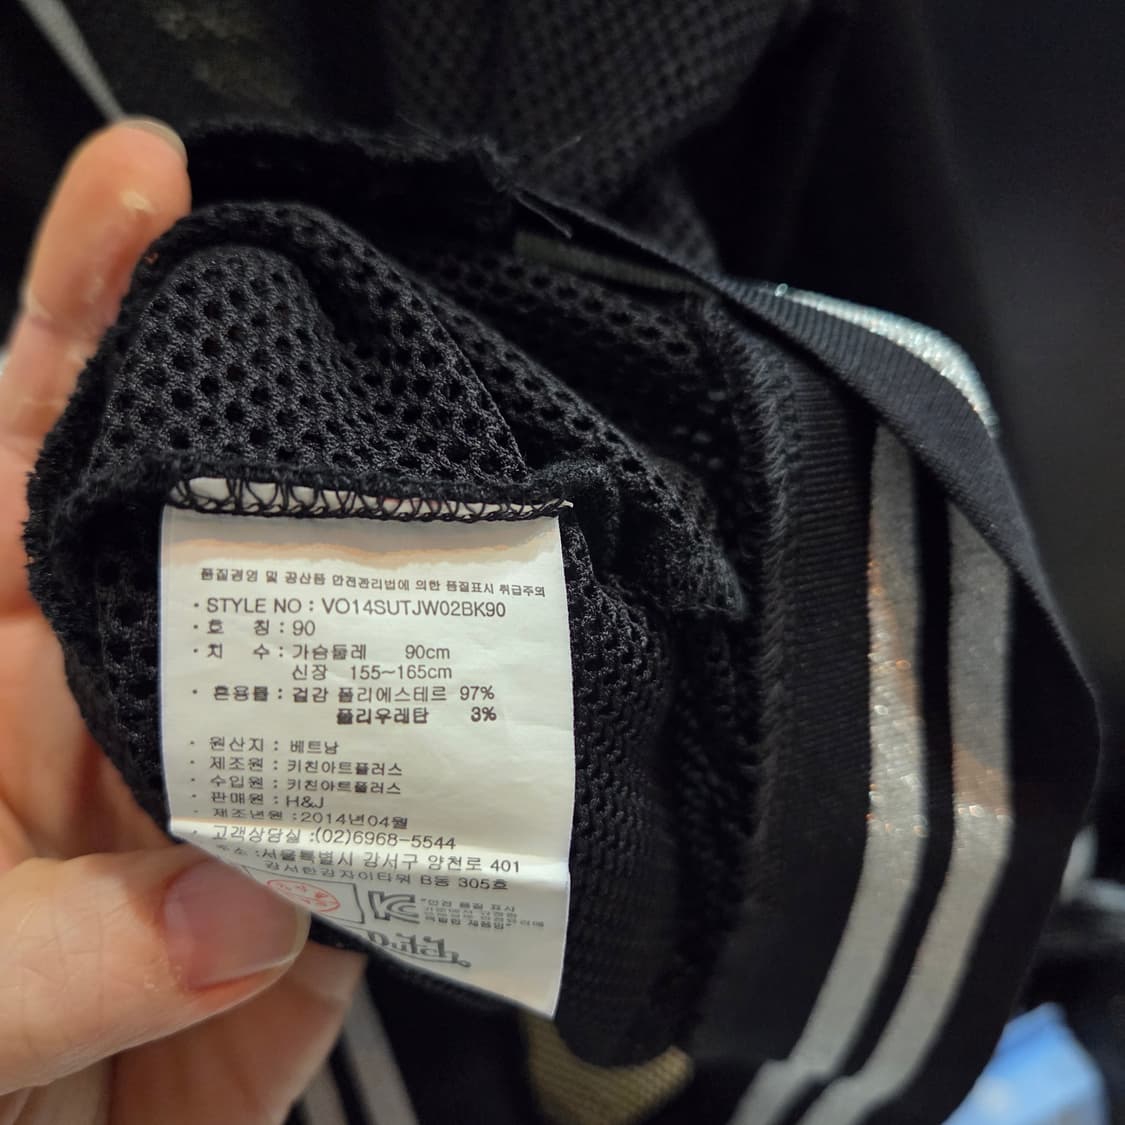 품질경영 및 공산품 안전관리법에 의한 품질표시 취급주의
· STYLE NO : VO14SUTJW02BK90
· 호 칭 : 90
· 치 수 : 가슴둘레 90cm
신장 155~165cm
· 혼용률 : 겉감 폴리에스테르 97%
폴리우레탄 3%
· 원산지 : 베트남
· 제조원 : 키친아트플러스
· 수입원 : 키친아트플러스
· 판매원 : H&J
· 제조년원 : 2014년04월
· 고객상담실 :(02)6968-5544
주소 :서울특별시 강서구 양천로 401
강서한강자이타워 B동 305호